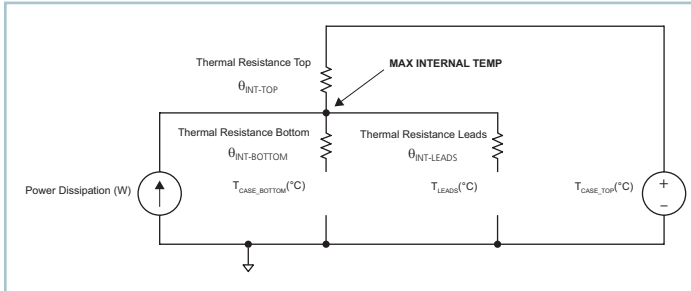 Thermal Resistance Top
θINT-TOP
MAX INTERNAL TEMP
Thermal Resistance Bottom
θINT-BOTTOM
Thermal Resistance Leads
θINT-LEADS
Power Dissipation (W)
TCASE_BOTTOM(°C)
TLEADS(°C)
TCASE_TOP(°C)
+
–